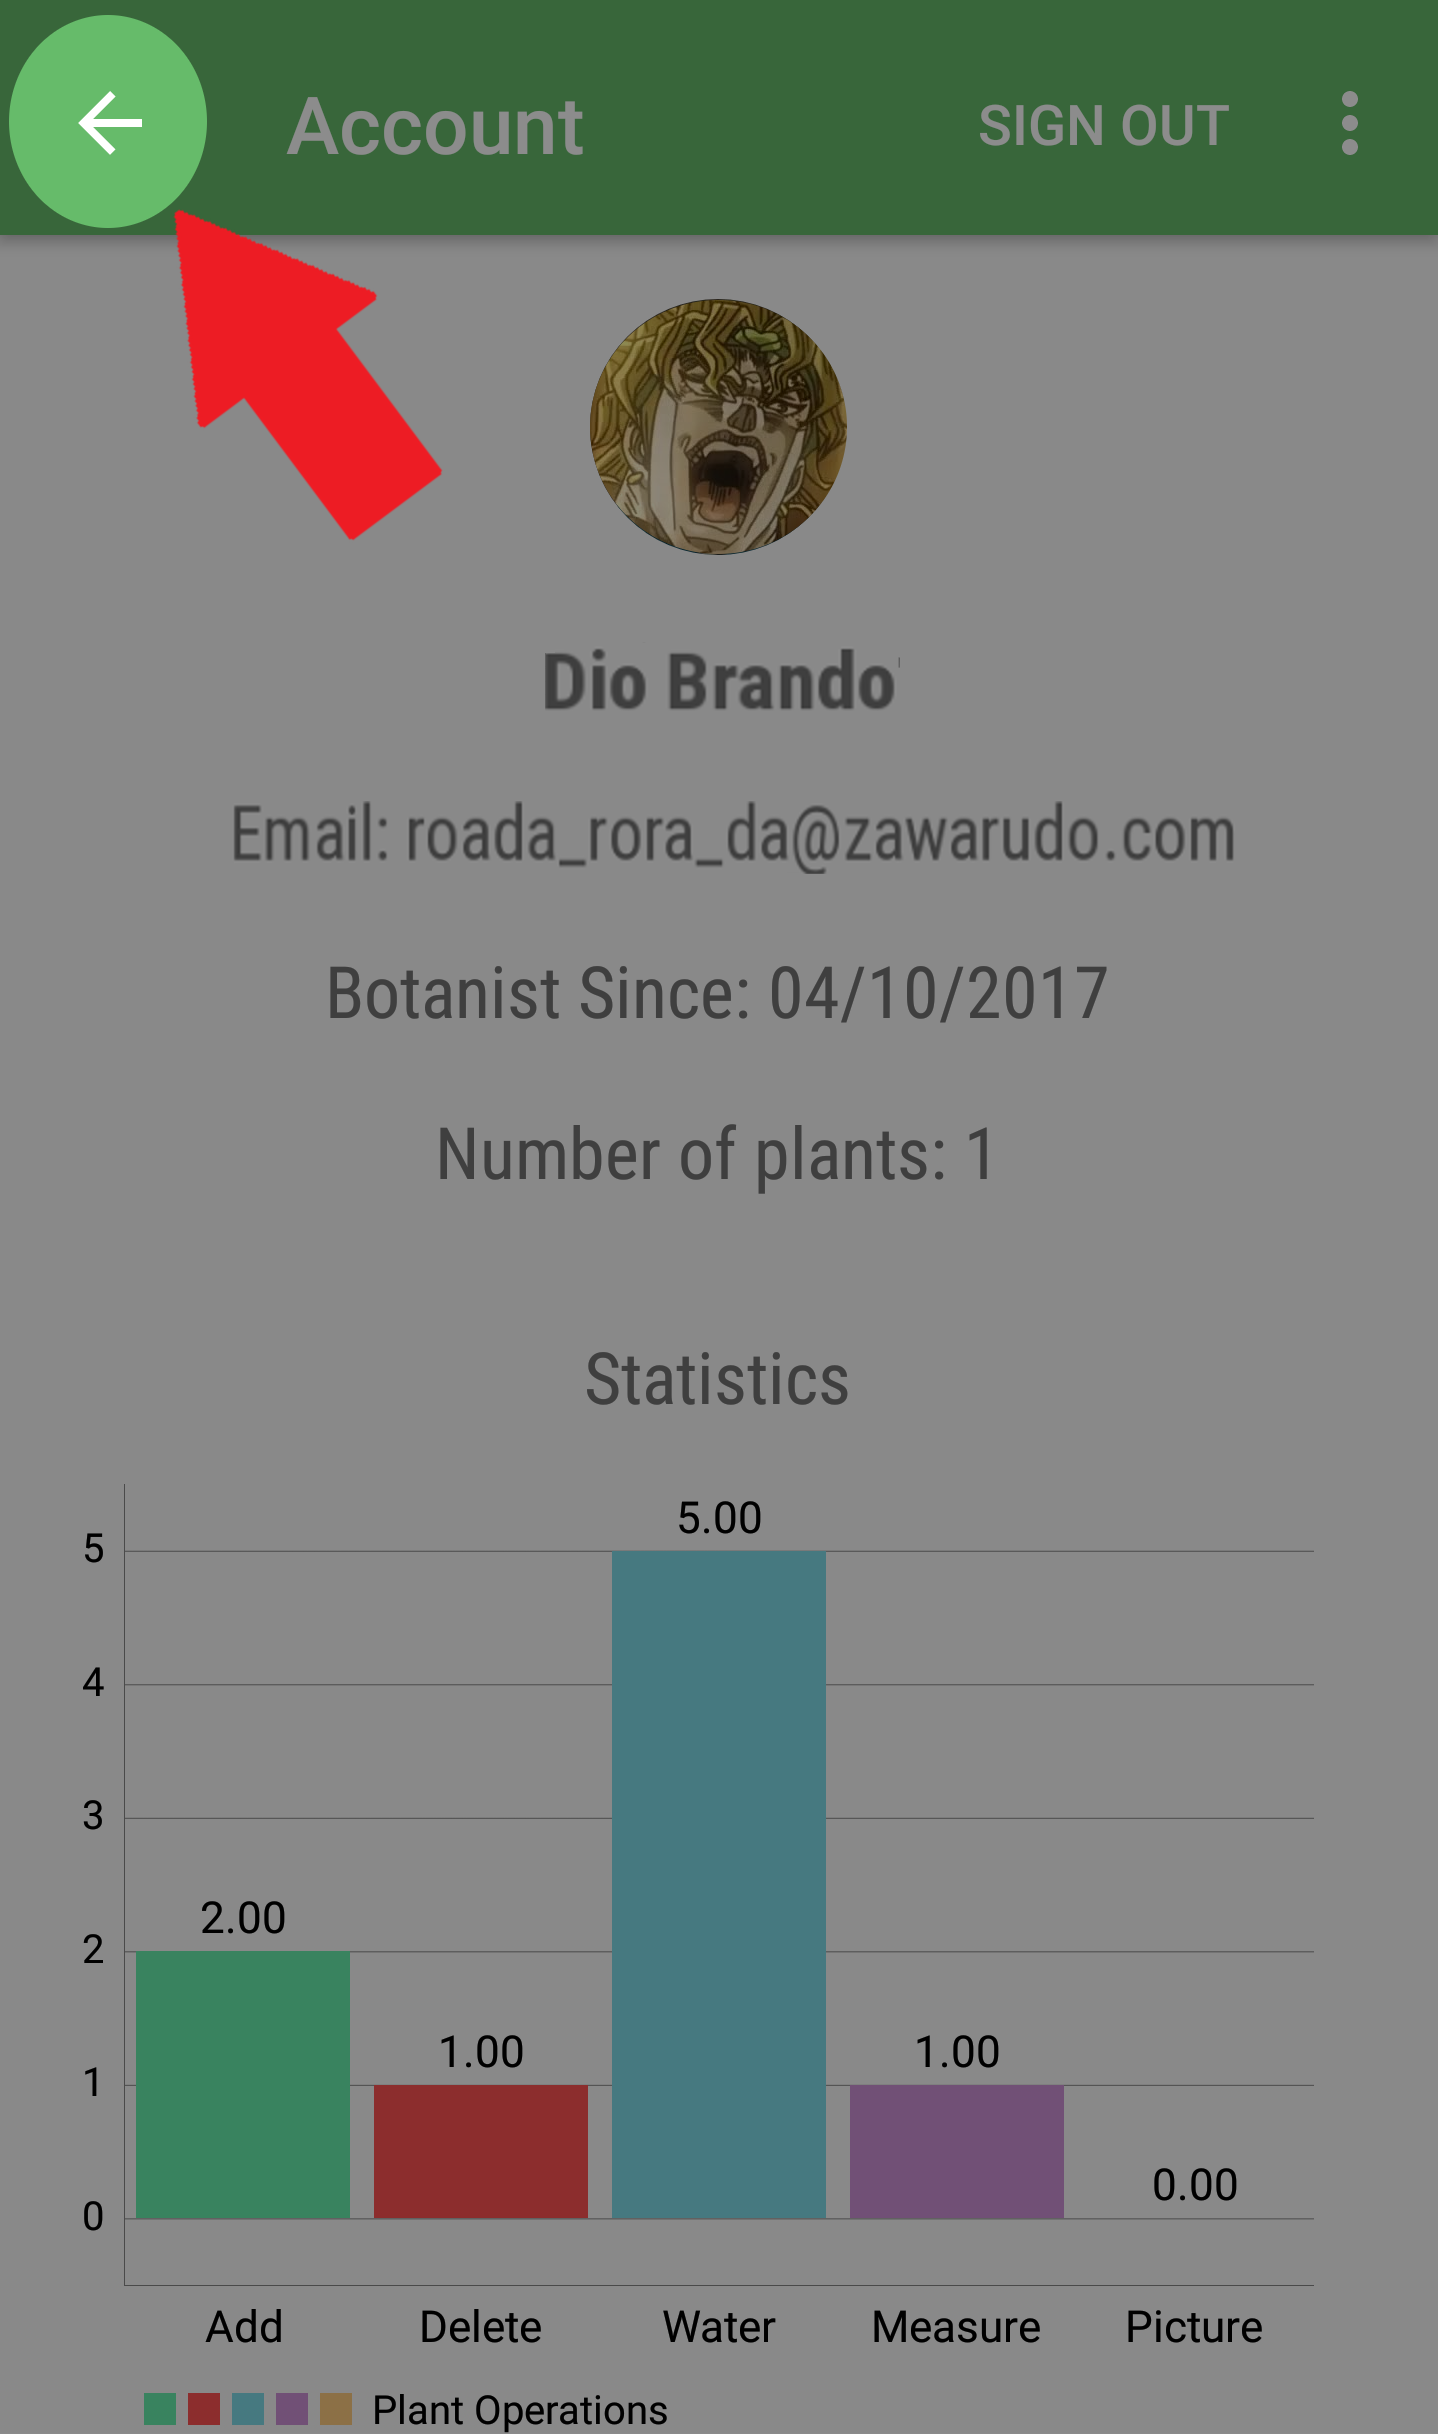 Account SIGN OUT
Dio Brando
Email: roada_rora_da@zawarudo.com
Botanist Since: 04/10/2017
Number of plants: 1
Statistics
5.00
5
4
3
2.00
2
1.00 1.00
1
0.00
0
Add Delete Water Measure Picture
Plant Operations